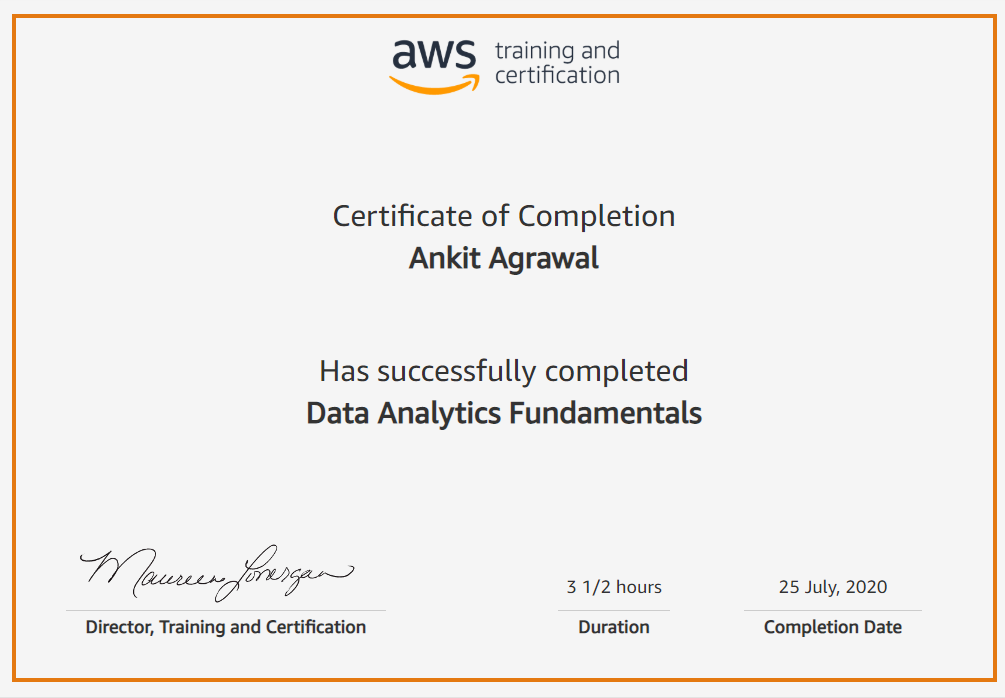 aws training and
certification
Certificate of Completion
Ankit Agrawal
Has successfully completed
Data Analytics Fundamentals
Maureen Lonergan
3 1/2 hours
25 July, 2020
Director, Training and Certification
Duration
Completion Date